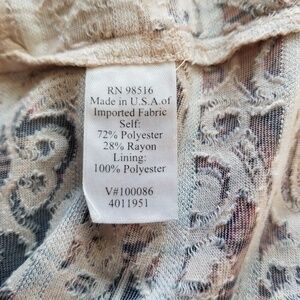 RN 98516
Made in U.S.A.of
Imported Fabric
Self:
72% Polyester
28% Rayon
Lining:
100% Polyester
V#100086
4011951